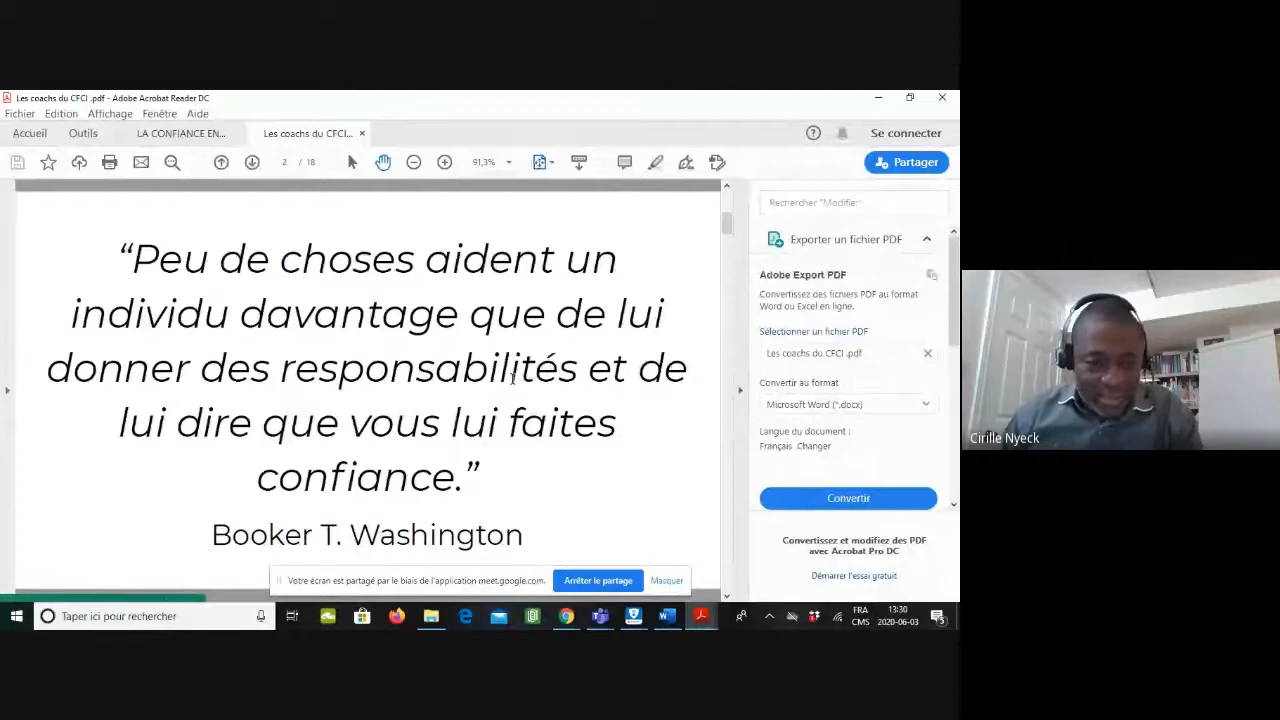 Les coachs du CFCI .pdf - Adobe Acrobat Reader DC
Fichier Edition Affichage Fenêtre Aide
Accueil Outils LA CONFIANCE EN... Les coachs du CFCI... × Se connecter
2 / 18 91,3% Partager
“Peu de choses aident un
individu davantage que de lui
donner des responsabilités et de
lui dire que vous lui faites
confiance.”
Booker T. Washington
Rechercher "Modifier"
Exporter un fichier PDF
Adobe Export PDF
Convertissez des fichiers PDF au format
Word ou Excel en ligne.
Sélectionner un fichier PDF
Les coachs du CFCI .pdf
Convertir au format
Microsoft Word (*.docx)
Langue du document :
Français Changer
Convertir
Convertissez et modifiez des PDF
avec Acrobat Pro DC
Démarrer l'essai gratuit
Votre écran est partagé par le biais de l'application meet.google.com.
Arrêter le partage
Masquer
Taper ici pour rechercher
FRA
CMS
13:30
2020-06-03
5
Cirille Nyeck